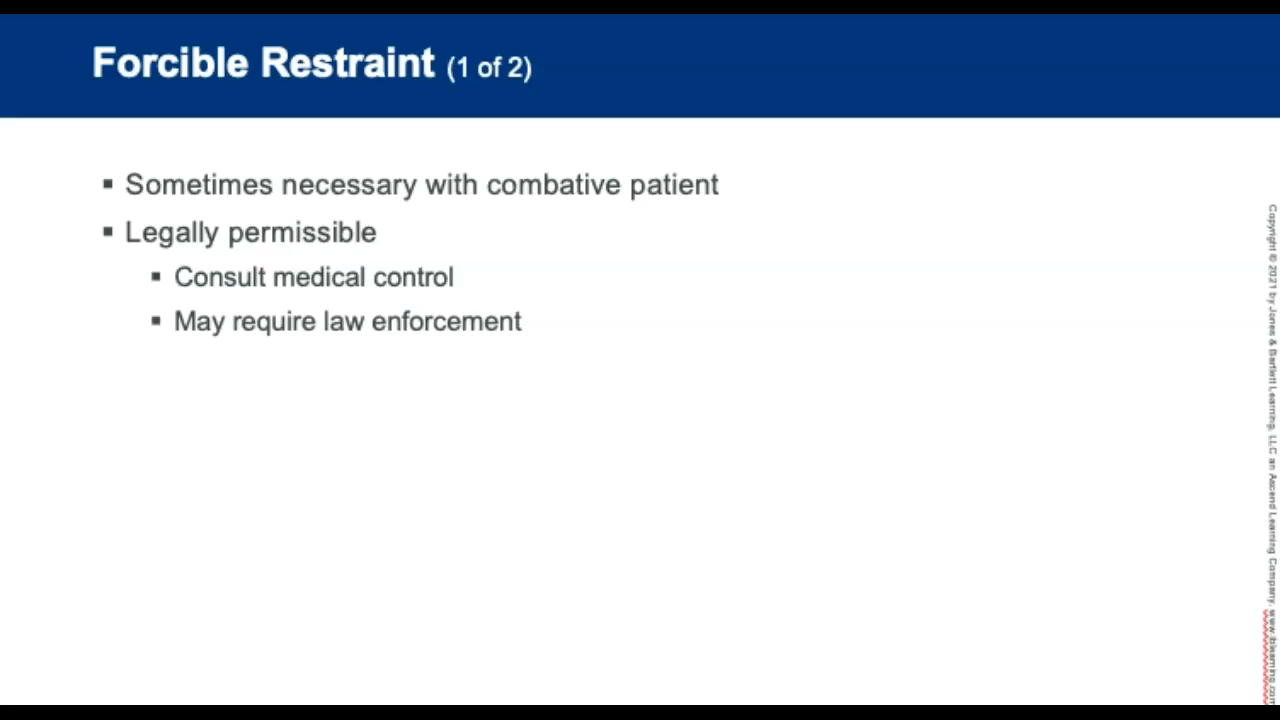 Forcible Restraint (1 of 2)
▪ Sometimes necessary with combative patient
▪ Legally permissible
▪ Consult medical control
▪ May require law enforcement
Copyright © 2021 by Jones & Bartlett Learning, LLC an Ascend Learning Company. www.jblearning.com